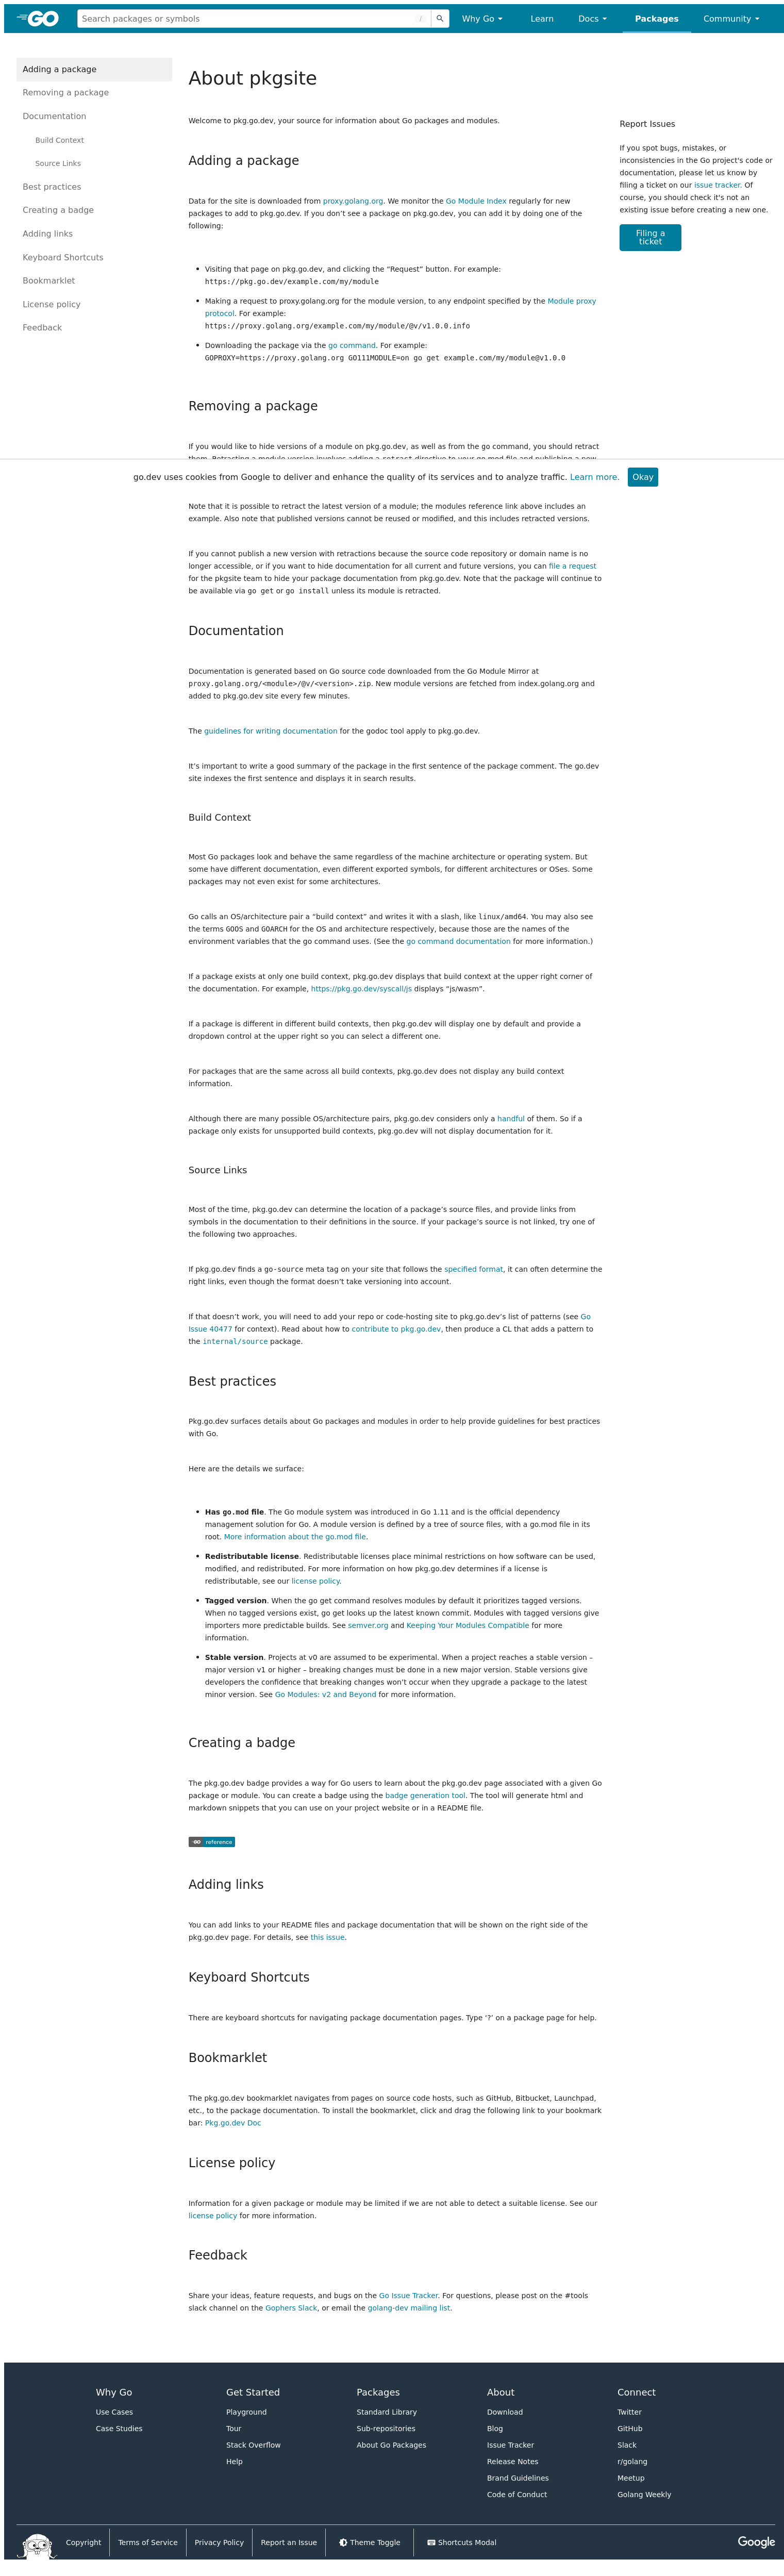 GO
Search packages or symbols
/
Why Go
Learn
Docs
Packages
Community
Adding a package
Removing a package
Documentation
Build Context
Source Links
Best practices
Creating a badge
Adding links
Keyboard Shortcuts
Bookmarklet
License policy
Feedback
About pkgsite
Welcome to pkg.go.dev, your source for information about Go packages and modules.
Adding a package
Data for the site is downloaded from proxy.golang.org. We monitor the Go Module Index regularly for new
packages to add to pkg.go.dev. If you don’t see a package on pkg.go.dev, you can add it by doing one of the
following:
Visiting that page on pkg.go.dev, and clicking the “Request” button. For example:
https://pkg.go.dev/example.com/my/module
Making a request to proxy.golang.org for the module version, to any endpoint specified by the Module proxy
protocol. For example:
https://proxy.golang.org/example.com/my/module/@v/v1.0.0.info
Downloading the package via the go command. For example:
GOPROXY=https://proxy.golang.org GO111MODULE=on go get example.com/my/module@v1.0.0
Report Issues
If you spot bugs, mistakes, or
inconsistencies in the Go project's code or
documentation, please let us know by
filing a ticket on our issue tracker. Of
course, you should check it's not an
existing issue before creating a new one.
Filing a
ticket
Removing a package
If you would like to hide versions of a module on pkg.go.dev, as well as from the go command, you should retract
them. Retracting a module version involves adding a retract directive to your go.mod file and publishing a new
go.dev uses cookies from Google to deliver and enhance the quality of its services and to analyze traffic. Learn more.
Okay
Note that it is possible to retract the latest version of a module; the modules reference link above includes an
example. Also note that published versions cannot be reused or modified, and this includes retracted versions.
If you cannot publish a new version with retractions because the source code repository or domain name is no
longer accessible, or if you want to hide documentation for all current and future versions, you can file a request
for the pkgsite team to hide your package documentation from pkg.go.dev. Note that the package will continue to
be available via go get or go install unless its module is retracted.
Documentation
Documentation is generated based on Go source code downloaded from the Go Module Mirror at
proxy.golang.org/<module>/@v/<version>.zip. New module versions are fetched from index.golang.org and
added to pkg.go.dev site every few minutes.
The guidelines for writing documentation for the godoc tool apply to pkg.go.dev.
It’s important to write a good summary of the package in the first sentence of the package comment. The go.dev
site indexes the first sentence and displays it in search results.
Build Context
Most Go packages look and behave the same regardless of the machine architecture or operating system. But
some have different documentation, even different exported symbols, for different architectures or OSes. Some
packages may not even exist for some architectures.
Go calls an OS/architecture pair a “build context” and writes it with a slash, like linux/amd64. You may also see
the terms GOOS and GOARCH for the OS and architecture respectively, because those are the names of the
environment variables that the go command uses. (See the go command documentation for more information.)
If a package exists at only one build context, pkg.go.dev displays that build context at the upper right corner of
the documentation. For example, https://pkg.go.dev/syscall/js displays “js/wasm”.
If a package is different in different build contexts, then pkg.go.dev will display one by default and provide a
dropdown control at the upper right so you can select a different one.
For packages that are the same across all build contexts, pkg.go.dev does not display any build context
information.
Although there are many possible OS/architecture pairs, pkg.go.dev considers only a handful of them. So if a
package only exists for unsupported build contexts, pkg.go.dev will not display documentation for it.
Source Links
Most of the time, pkg.go.dev can determine the location of a package’s source files, and provide links from
symbols in the documentation to their definitions in the source. If your package’s source is not linked, try one of
the following two approaches.
If pkg.go.dev finds a go-source meta tag on your site that follows the specified format, it can often determine the
right links, even though the format doesn’t take versioning into account.
If that doesn’t work, you will need to add your repo or code-hosting site to pkg.go.dev’s list of patterns (see Go
Issue 40477 for context). Read about how to contribute to pkg.go.dev, then produce a CL that adds a pattern to
the internal/source package.
Best practices
Pkg.go.dev surfaces details about Go packages and modules in order to help provide guidelines for best practices
with Go.
Here are the details we surface:
Has go.mod file. The Go module system was introduced in Go 1.11 and is the official dependency
management solution for Go. A module version is defined by a tree of source files, with a go.mod file in its
root. More information about the go.mod file.
Redistributable license. Redistributable licenses place minimal restrictions on how software can be used,
modified, and redistributed. For more information on how pkg.go.dev determines if a license is
redistributable, see our license policy.
Tagged version. When the go get command resolves modules by default it prioritizes tagged versions.
When no tagged versions exist, go get looks up the latest known commit. Modules with tagged versions give
importers more predictable builds. See semver.org and Keeping Your Modules Compatible for more
information.
Stable version. Projects at v0 are assumed to be experimental. When a project reaches a stable version –
major version v1 or higher – breaking changes must be done in a new major version. Stable versions give
developers the confidence that breaking changes won’t occur when they upgrade a package to the latest
minor version. See Go Modules: v2 and Beyond for more information.
Creating a badge
The pkg.go.dev badge provides a way for Go users to learn about the pkg.go.dev page associated with a given Go
package or module. You can create a badge using the badge generation tool. The tool will generate html and
markdown snippets that you can use on your project website or in a README file.
GO reference
Adding links
You can add links to your README files and package documentation that will be shown on the right side of the
pkg.go.dev page. For details, see this issue.
Keyboard Shortcuts
There are keyboard shortcuts for navigating package documentation pages. Type ‘?’ on a package page for help.
Bookmarklet
The pkg.go.dev bookmarklet navigates from pages on source code hosts, such as GitHub, Bitbucket, Launchpad,
etc., to the package documentation. To install the bookmarklet, click and drag the following link to your bookmark
bar: Pkg.go.dev Doc
License policy
Information for a given package or module may be limited if we are not able to detect a suitable license. See our
license policy for more information.
Feedback
Share your ideas, feature requests, and bugs on the Go Issue Tracker. For questions, please post on the #tools
slack channel on the Gophers Slack, or email the golang-dev mailing list.
Why Go
Use Cases
Case Studies
Get Started
Playground
Tour
Stack Overflow
Help
Packages
Standard Library
Sub-repositories
About Go Packages
About
Download
Blog
Issue Tracker
Release Notes
Brand Guidelines
Code of Conduct
Connect
Twitter
GitHub
Slack
r/golang
Meetup
Golang Weekly
Copyright
Terms of Service
Privacy Policy
Report an Issue
Theme Toggle
Shortcuts Modal
Google